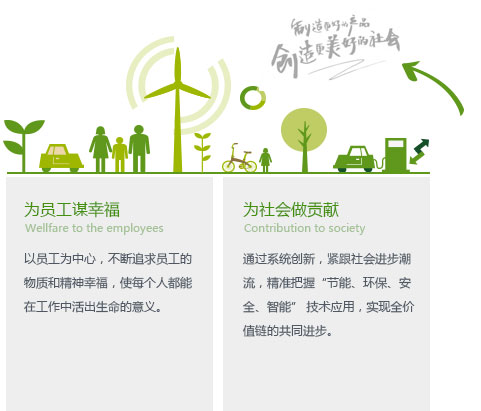 创造更好的产品
创造更美好的社会
为员工谋幸福
Wellfare to the employees
以员工为中心，不断追求员工的
物质和精神幸福，使每个人都能
在工作中活出生命的意义。
为社会做贡献
Contribution to society
通过系统创新，紧跟社会进步潮
流，精准把握“节能、环保、安
全、智能” 技术应用，实现全价
值链的共同进步。